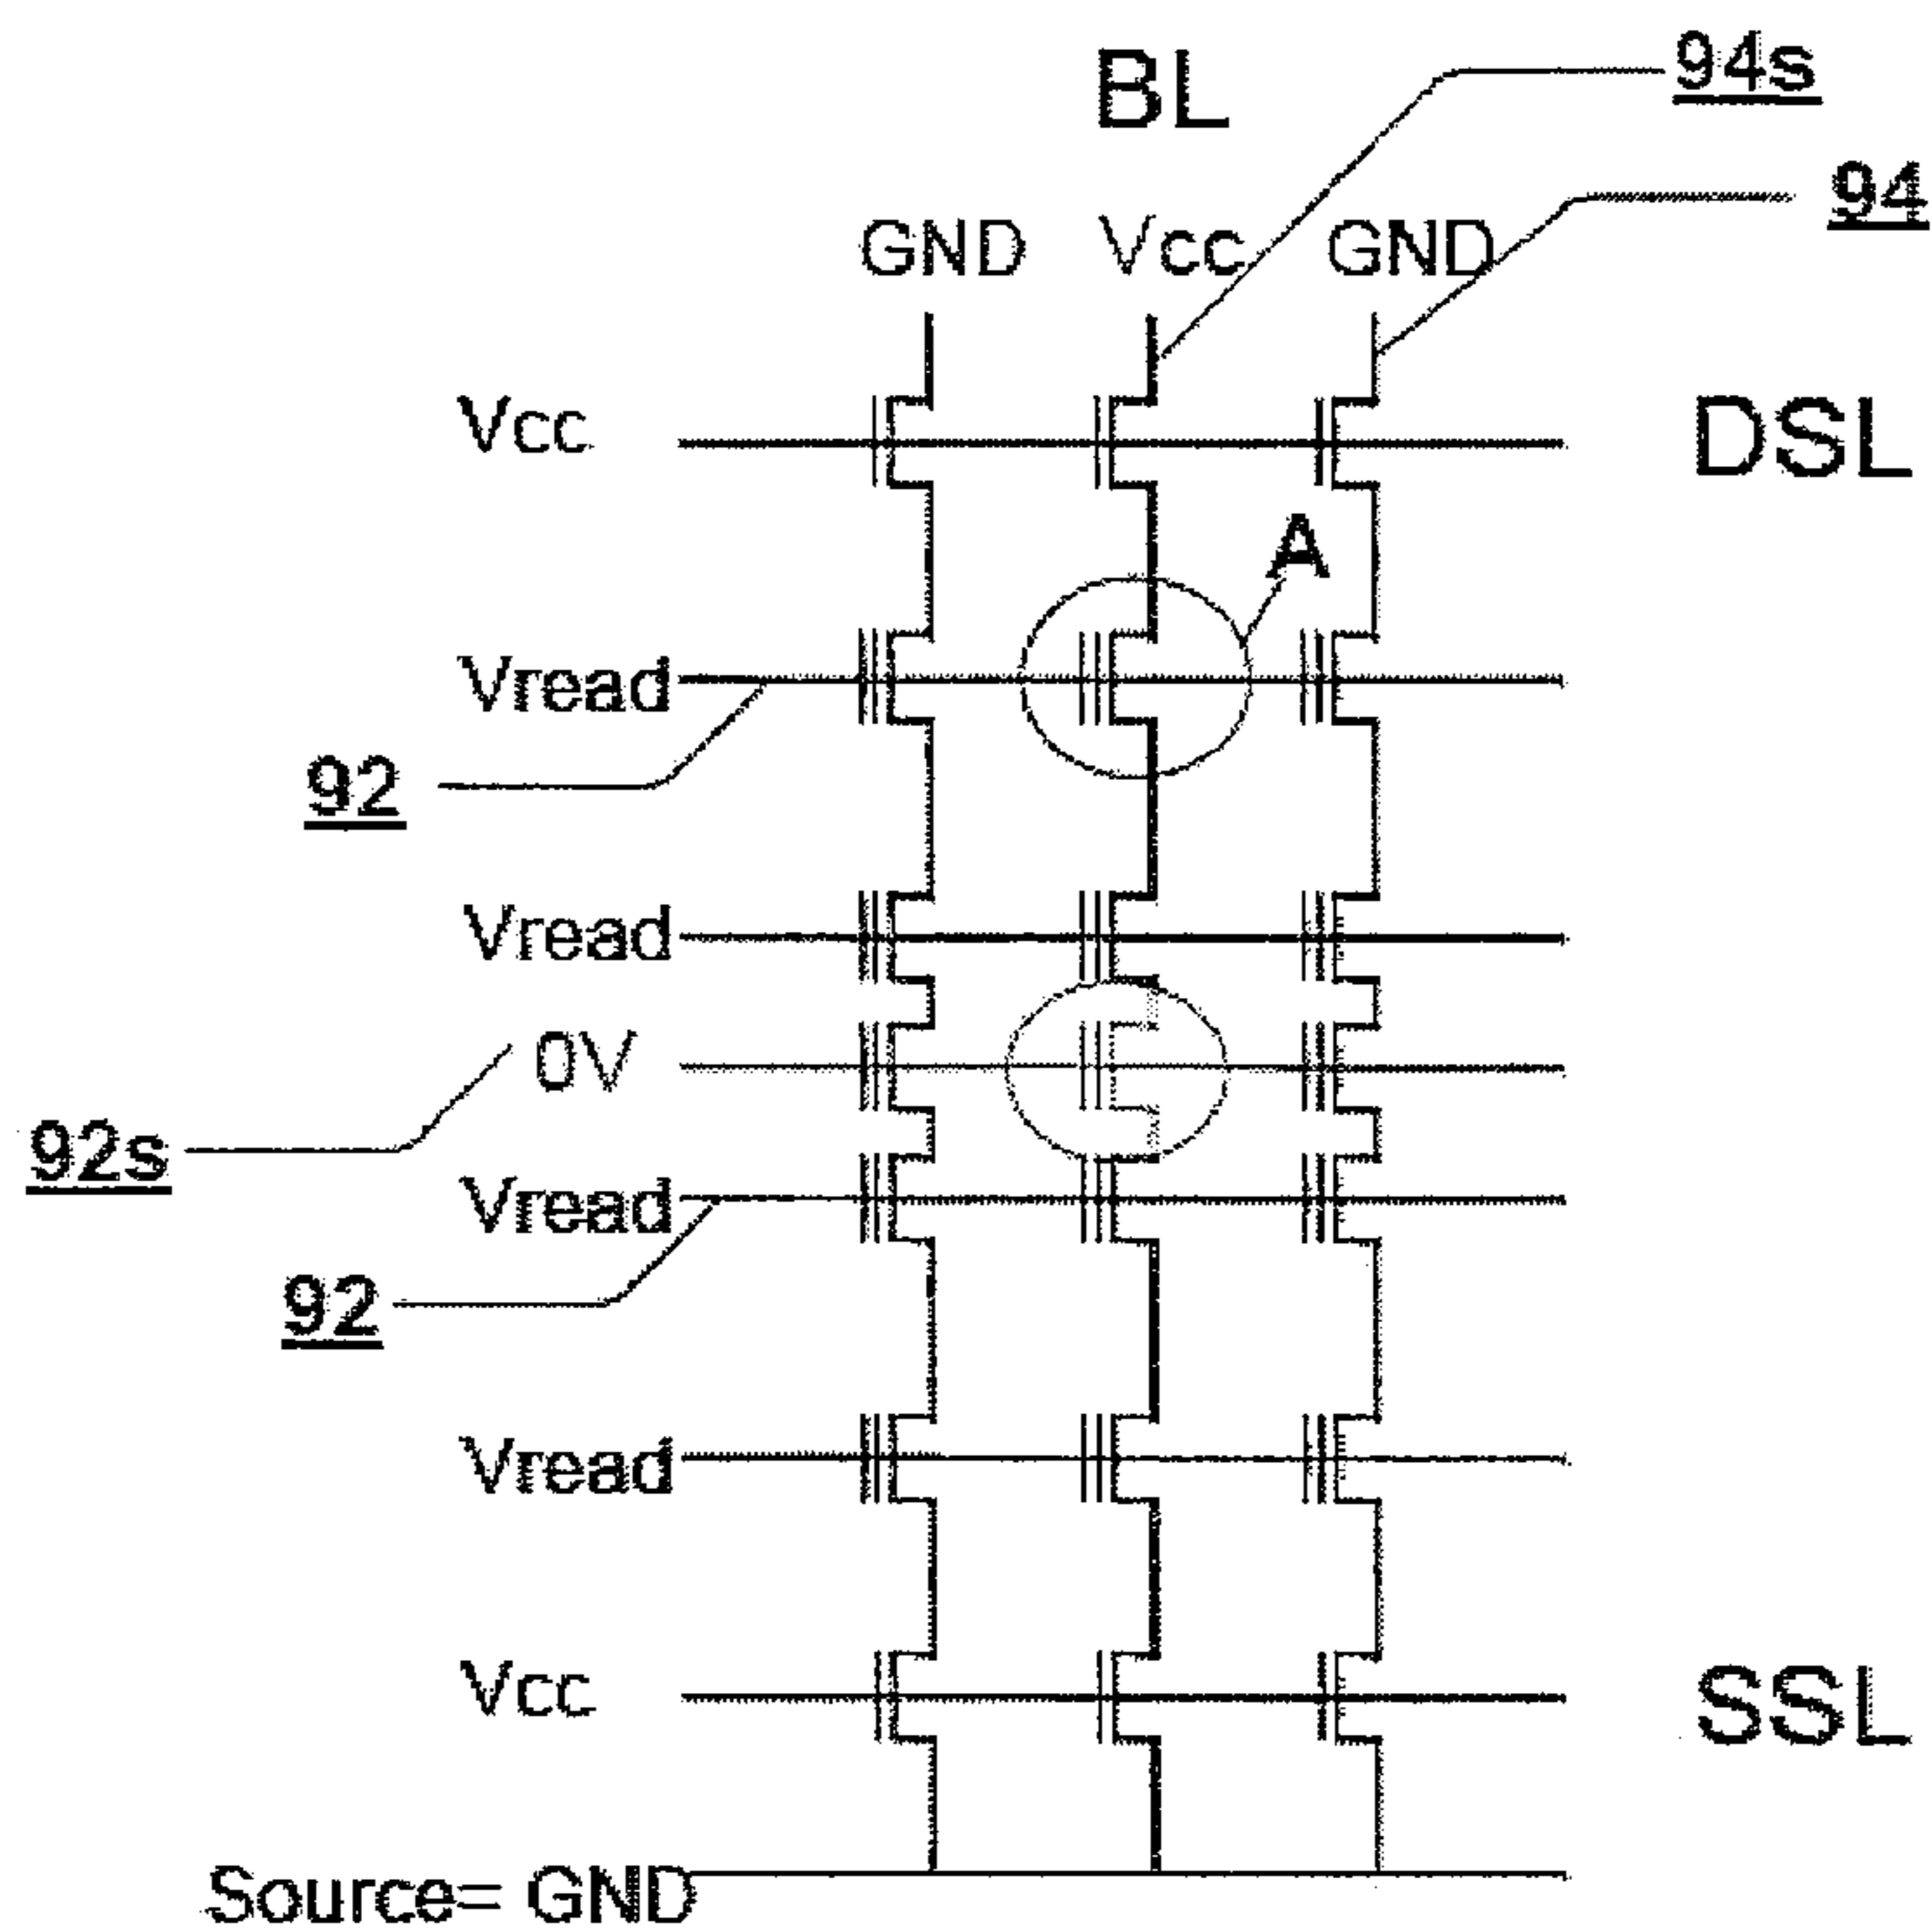 BL
94s
94
GND Vcc GND
Vcc
DSL
A
Vread
92
Vread
0V
92s
Vread
92
Vread
Vcc
SSL
Source= GND